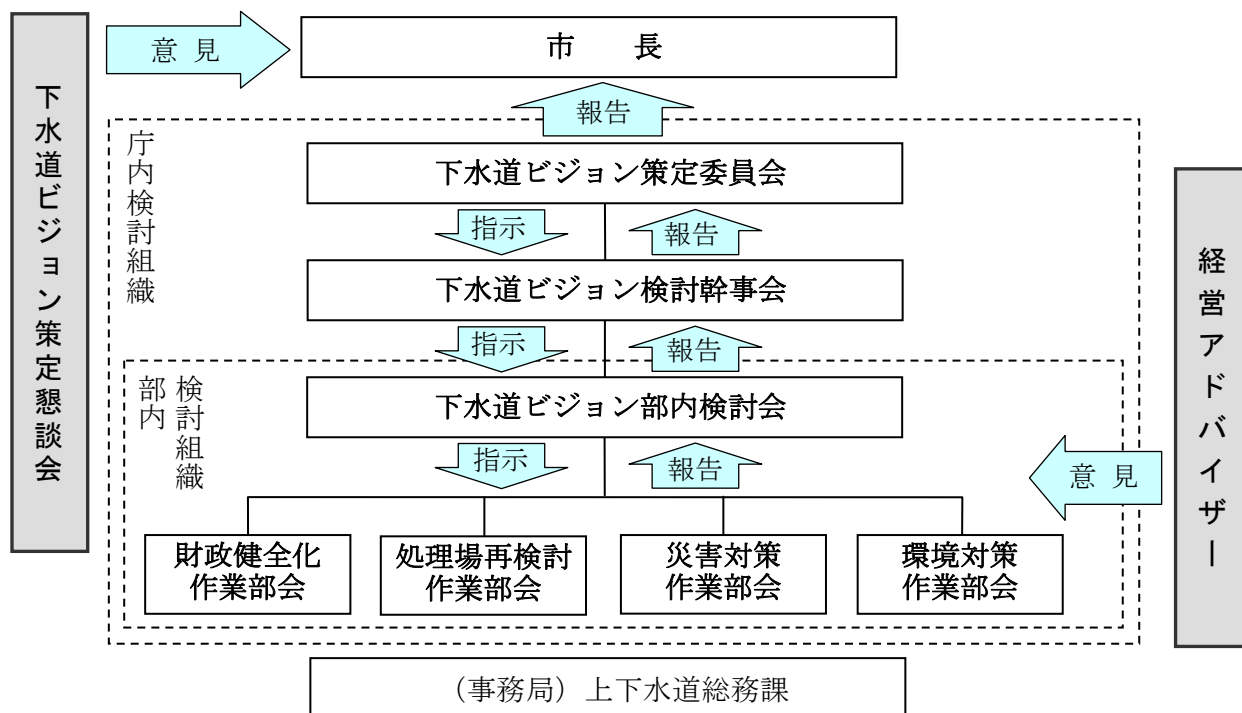 意 見
市　　長
報告
下水道ビジョン策定懇談会
庁内検討組織
下水道ビジョン策定委員会
指示
報告
下水道ビジョン検討幹事会
指示
報告
部内
検討組織
下水道ビジョン部内検討会
指示
報告
意 見
経営アドバイザー
財政健全化
作業部会
処理場再検討
作業部会
災害対策
作業部会
環境対策
作業部会
（事務局）上下水道総務課